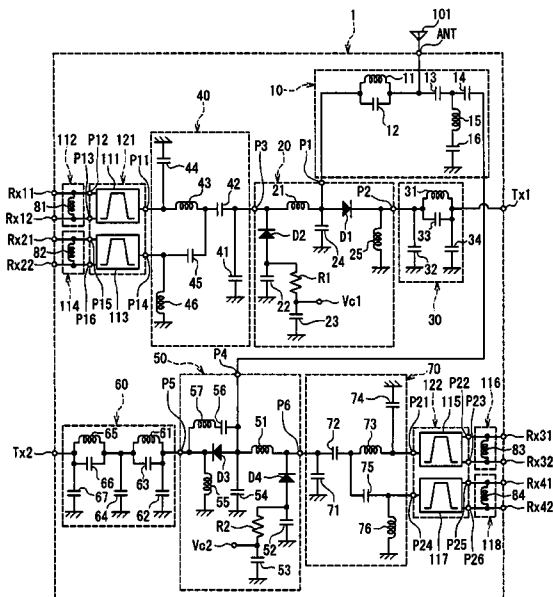 101
1
ANT
11
13
14
10
12
15
16
40
112
P12
121
P13
111
P11
44
43
42
P3
20
P1
21
P2
31
Rx11
81
Rx12
Tx1
Rx21
82
Rx22
D2
D1
33
24
25
R1
32
34
45
41
46
22
Vc1
23
P16
P15
P14
114
113
30
50
P4
70
60
P5
57
56
P6
74
122
P22
116
51
72
73
P21
115
P23
65
61
Rx31
83
Rx32
Tx2
66
63
D3
D4
75
Rx41
84
Rx42
67
64
62
55
54
71
R2
Vc2
52
53
76
P24
P25
P26
117
118